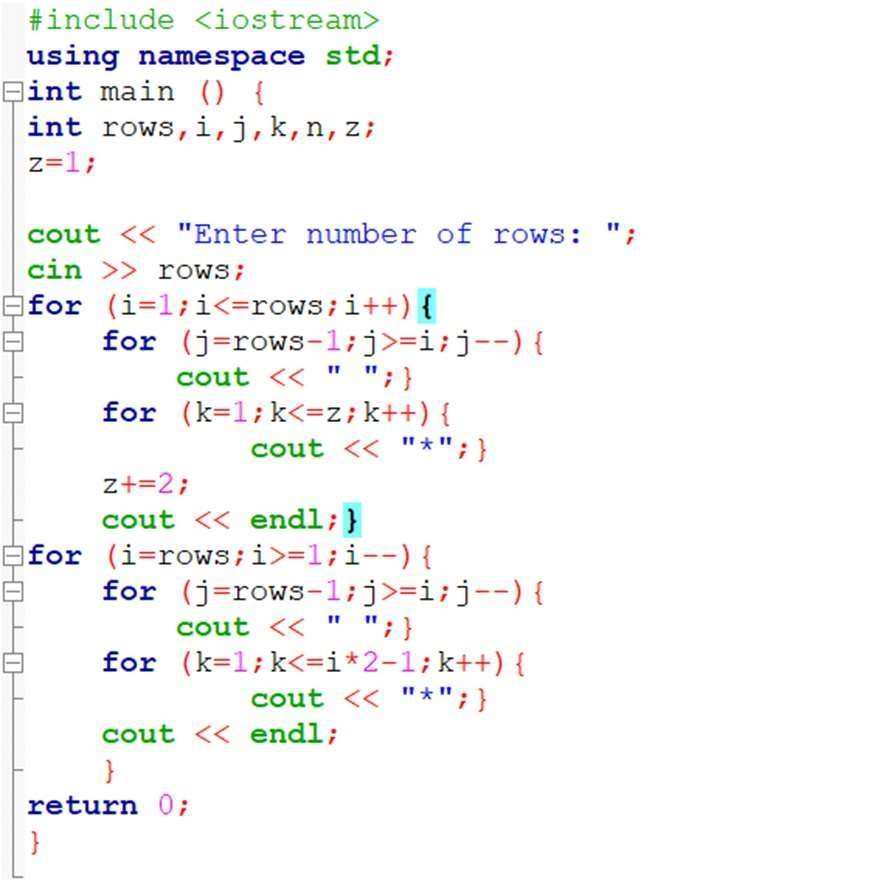 #include <iostream>
using namespace std;
int main () {
int rows,i,j,k,n,z;
z=1;
cout << "Enter number of rows: ";
cin >> rows;
for (i=1;i<=rows;i++){
for (j=rows-1;j>=i;j--){
cout << " ";}
for (k=1;k<=z;k++){
cout << "*";}
z+=2;
cout << endl;}
for (i=rows;i>=1;i--){
for (j=rows-1;j>=i;j--){
cout << " ";}
for (k=1;k<=i*2-1;k++){
cout << "*";}
cout << endl;
}
return 0;
}